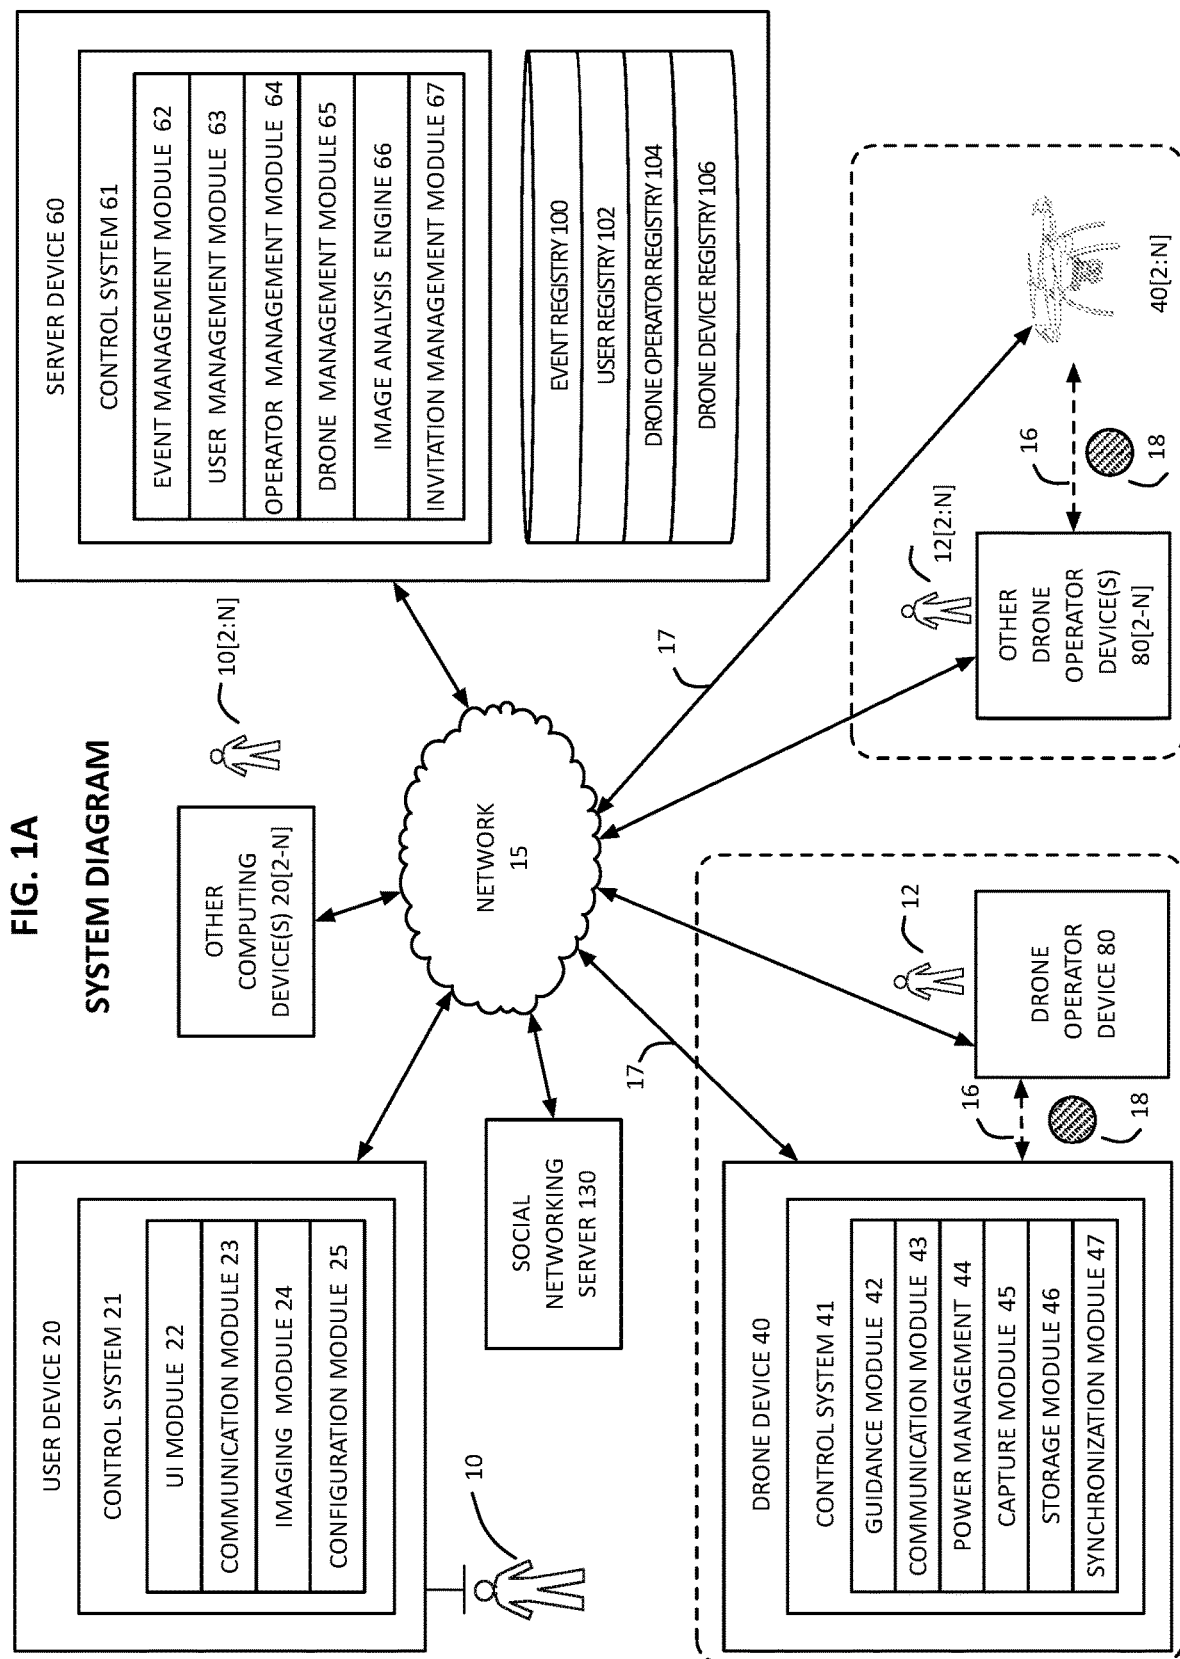 FIG. 1A
SYSTEM DIAGRAM
USER DEVICE 20
CONTROL SYSTEM 21
UI MODULE 22
COMMUNICATION MODULE 23
IMAGING MODULE 24
CONFIGURATION MODULE 25
10
OTHER
COMPUTING
DEVICE(S) 20[2-N]
10[2:N]
SERVER DEVICE 60
CONTROL SYSTEM 61
EVENT MANAGEMENT MODULE 62
USER MANAGEMENT MODULE 63
OPERATOR MANAGEMENT MODULE 64
DRONE MANAGEMENT MODULE 65
IMAGE ANALYSIS ENGINE 66
INVITATION MANAGEMENT MODULE 67
EVENT REGISTRY 100
USER REGISTRY 102
DRONE OPERATOR REGISTRY 104
DRONE DEVICE REGISTRY 106
NETWORK
15
SOCIAL
NETWORKING
SERVER 130
17
17
DRONE DEVICE 40
CONTROL SYSTEM 41
GUIDANCE MODULE 42
COMMUNICATION MODULE 43
POWER MANAGEMENT 44
CAPTURE MODULE 45
STORAGE MODULE 46
SYNCHRONIZATION MODULE 47
16
18
12
DRONE
OPERATOR
DEVICE 80
12[2:N]
OTHER
DRONE
OPERATOR
DEVICE(S)
80[2-N]
16
18
40[2:N]